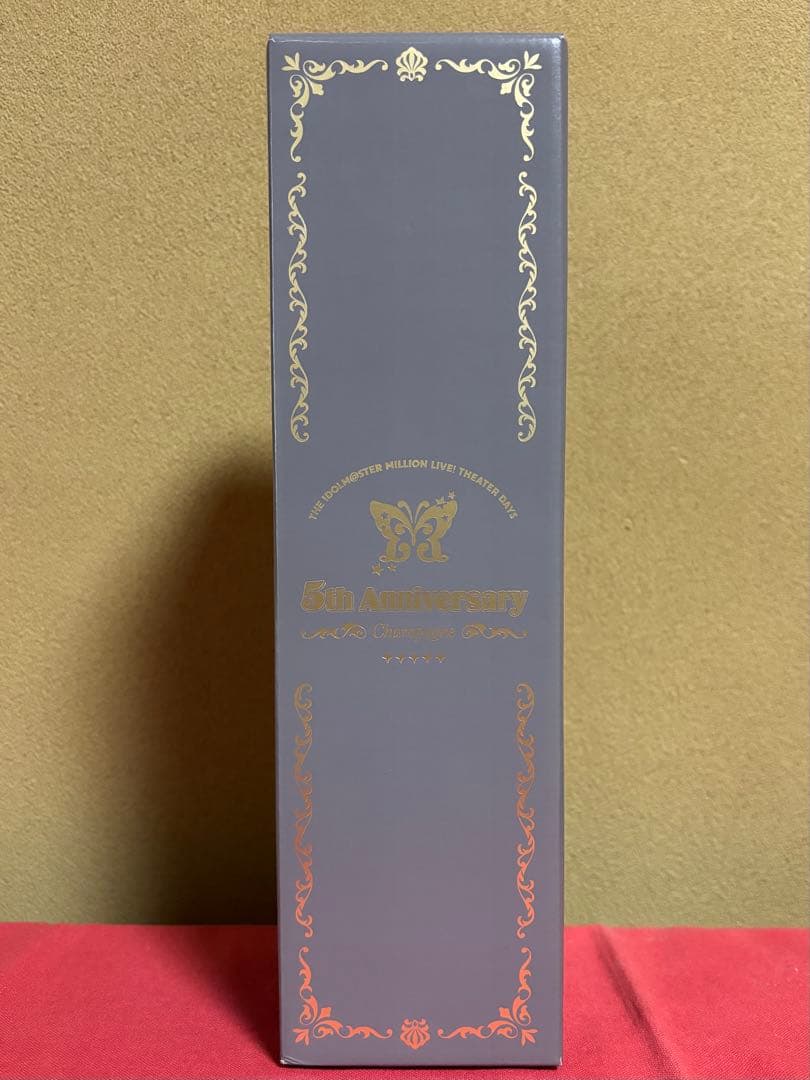 THE IDOLM@STER MILLION LIVE! THEATER DAYS
5th Anniversary
Champagne